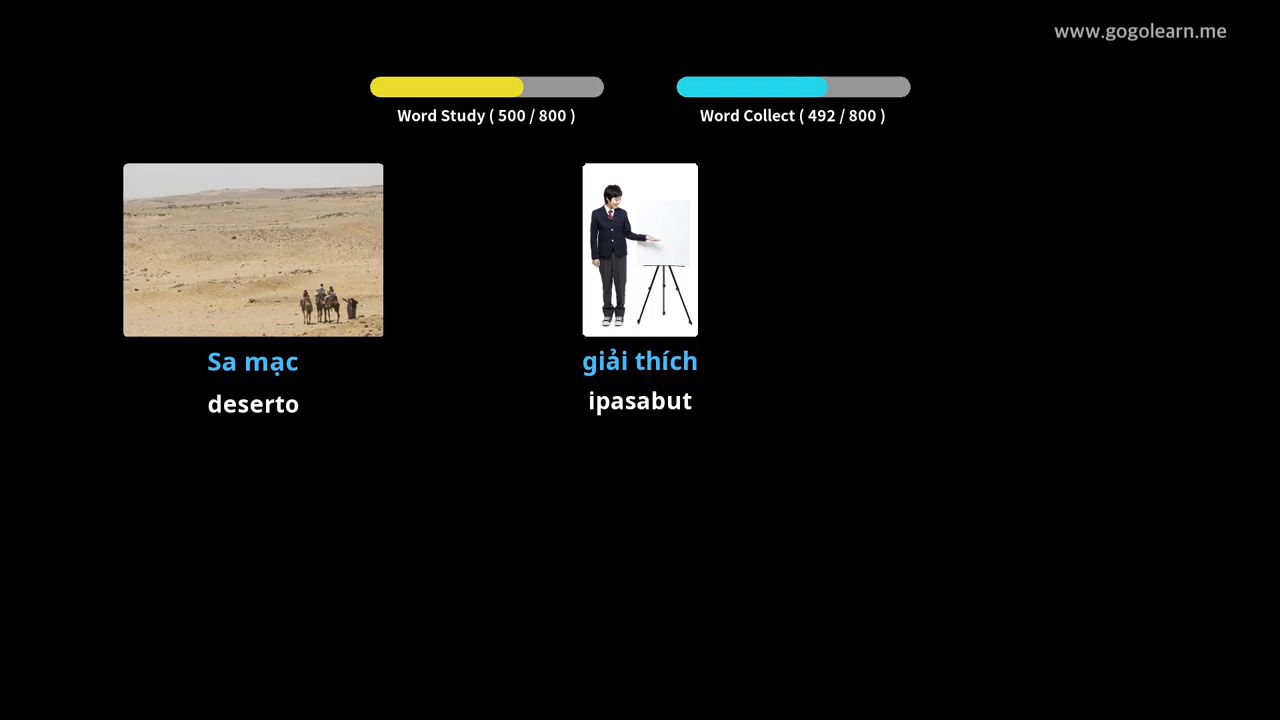 www.gogolearn.me
Word Study ( 500 / 800 )
Word Collect ( 492 / 800 )
Sa mạc
deserto
giải thích
ipasabut